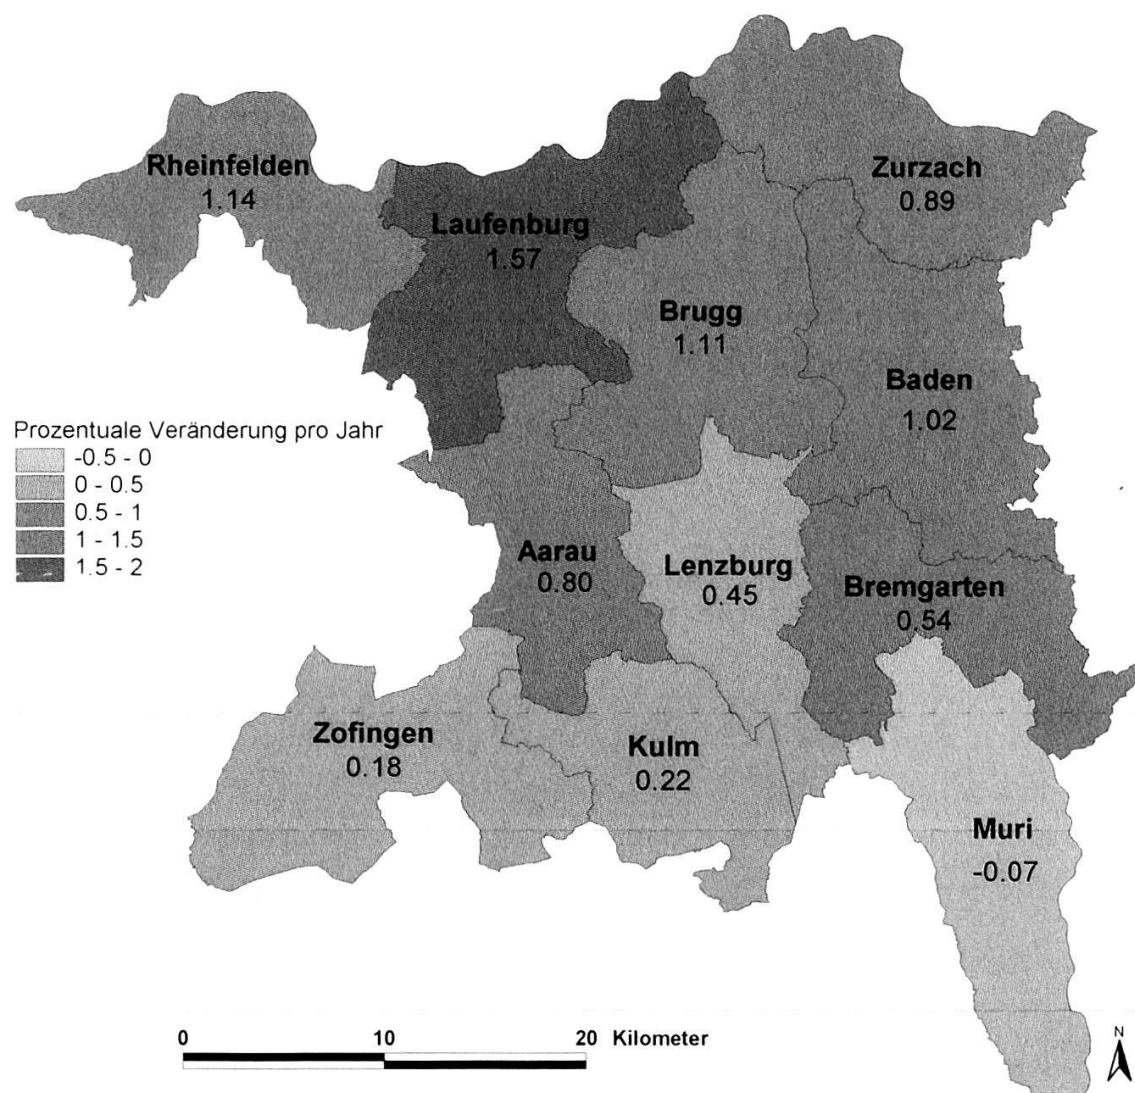 Rheinfelden
1.14
Laufenburg
1.57
Zurzach
0.89
Brugg
1.11
Baden
1.02
Prozentuale Veränderung pro Jahr
-0.5 - 0
0 - 0.5
0.5 - 1
1 - 1.5
1.5 - 2
Aarau
0.80
Lenzburg
0.45
Bremgarten
0.54
Zofingen
0.18
Kulm
0.22
Muri
-0.07
0 10 20 Kilometer
N